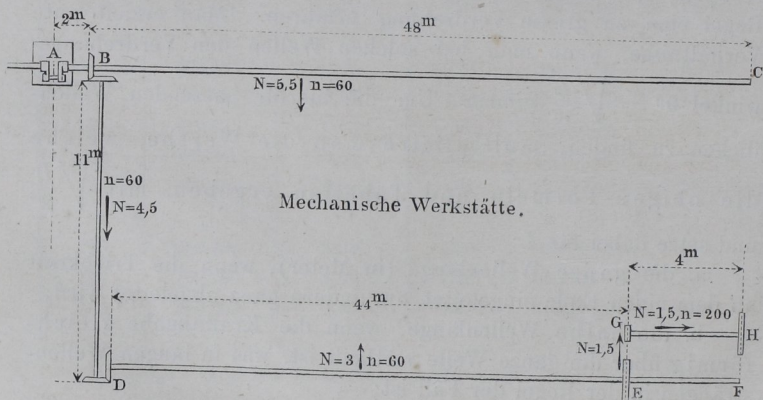 2m
48m
A
B
C
N=5,5 n=60
11m
n=60
N=4,5
Mechanische Werkstätte.
4m
44m
G
N=1,5, n=200
H
N=1,5
N=3 n=60
D
E
F